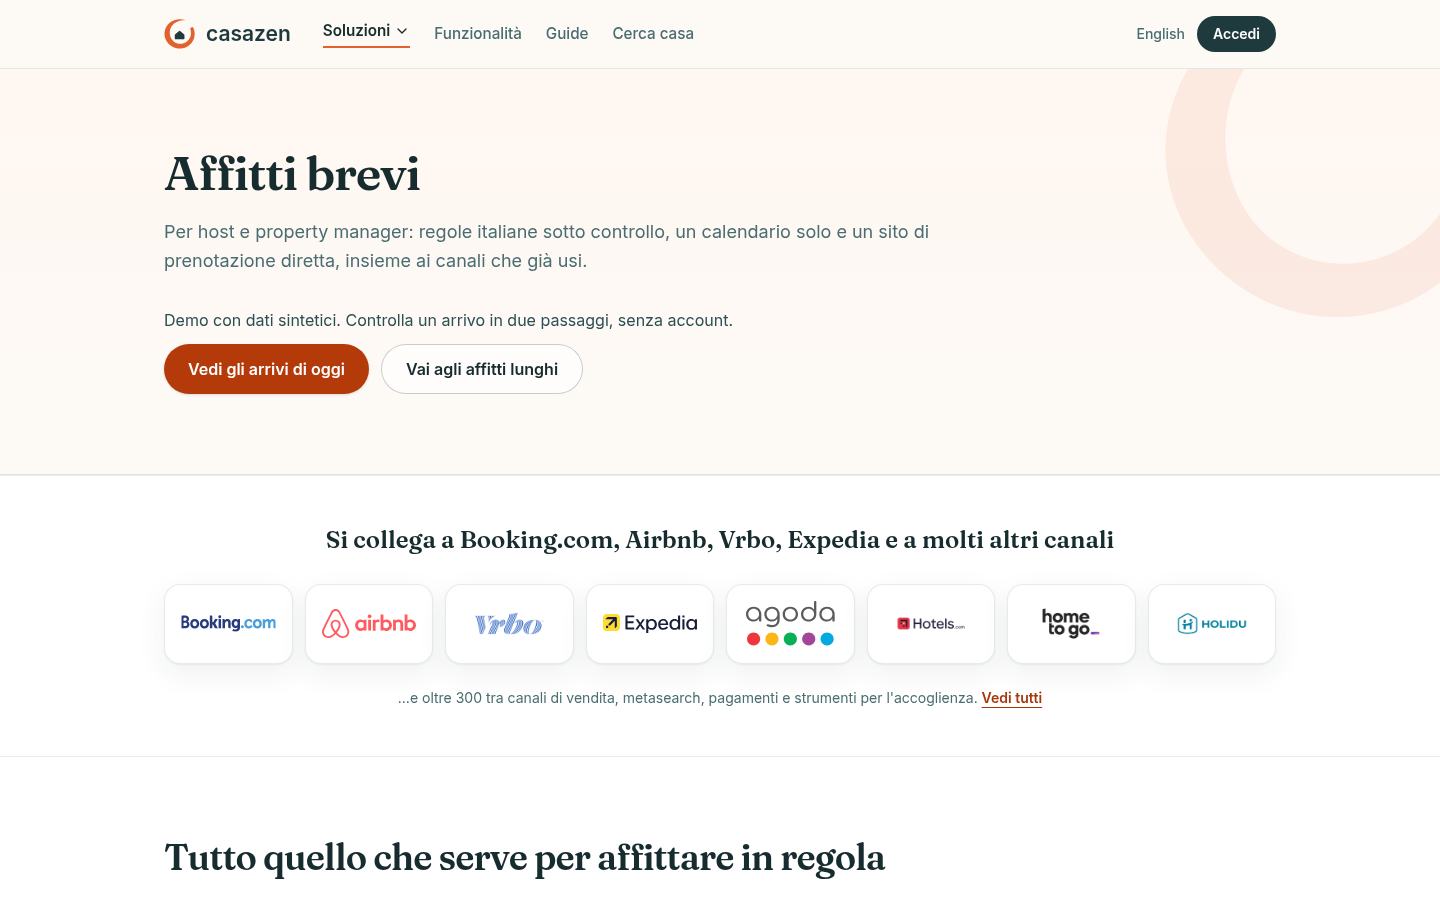 casazen
Soluzioni
Funzionalità
Guide
Cerca casa
English
Accedi
Affitti brevi
Per host e property manager: regole italiane sotto controllo, un calendario solo e un sito di
prenotazione diretta, insieme ai canali che già usi.
Demo con dati sintetici. Controlla un arrivo in due passaggi, senza account.
Vedi gli arrivi di oggi
Vai agli affitti lunghi
Si collega a Booking.com, Airbnb, Vrbo, Expedia e a molti altri canali
Booking.com
airbnb
Vrbo
Expedia
agoda
Hotels.com
home
to go
HOLIDU
...e oltre 300 tra canali di vendita, metasearch, pagamenti e strumenti per l'accoglienza. Vedi tutti
Tutto quello che serve per affittare in regola